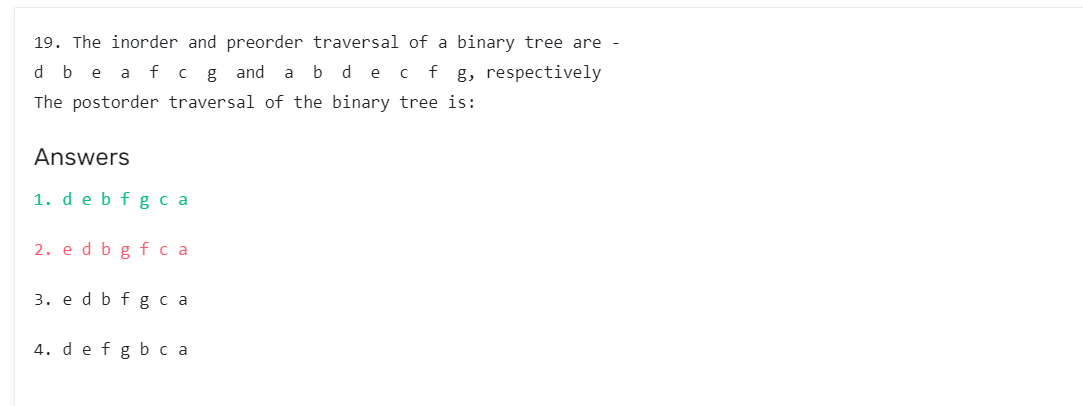 19. The inorder and preorder traversal of a binary tree are -
d b e a f c g and a b d e c f g, respectively
The postorder traversal of the binary tree is:
Answers
1. d e b f g c a
2. e d b g f c a
3. e d b f g c a
4. d e f g b c a